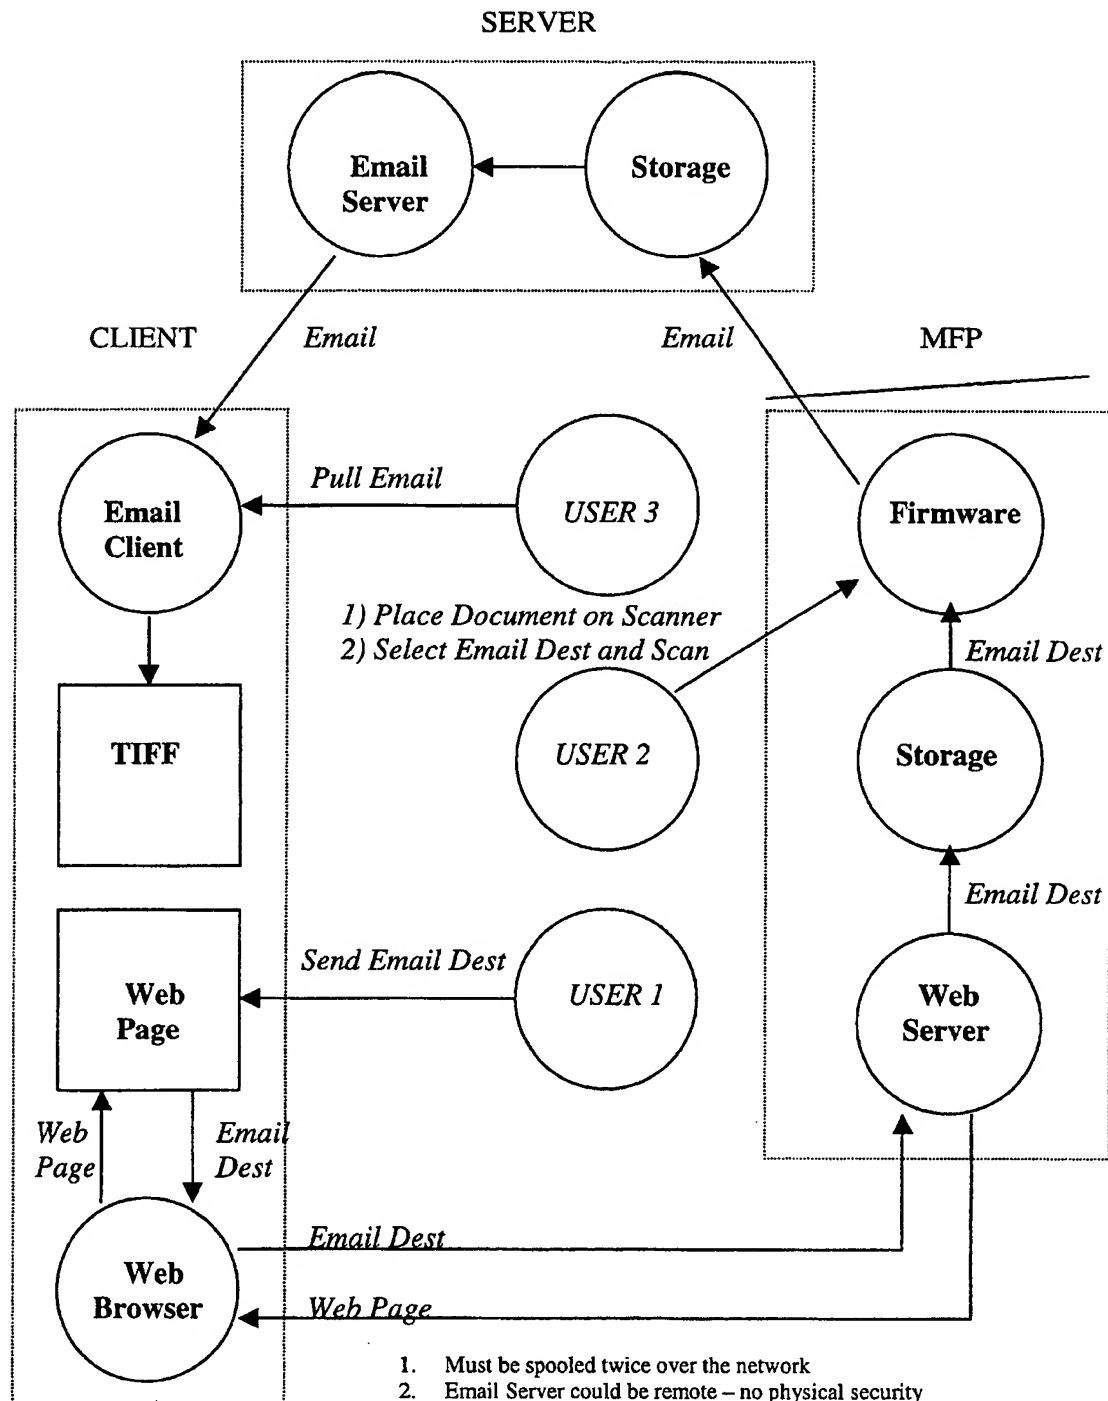 SERVER
Email
Server
Storage
CLIENT
Email
Email
MFP
Email
Client
Pull Email
USER 3
Firmware
1) Place Document on Scanner
2) Select Email Dest and Scan
Email Dest
TIFF
USER 2
Storage
Email Dest
Web
Page
Send Email Dest
USER 1
Web
Server
Web
Page
Email
Dest
Email Dest
Web
Browser
Web Page
1. Must be spooled twice over the network
2. Email Server could be remote – no physical security